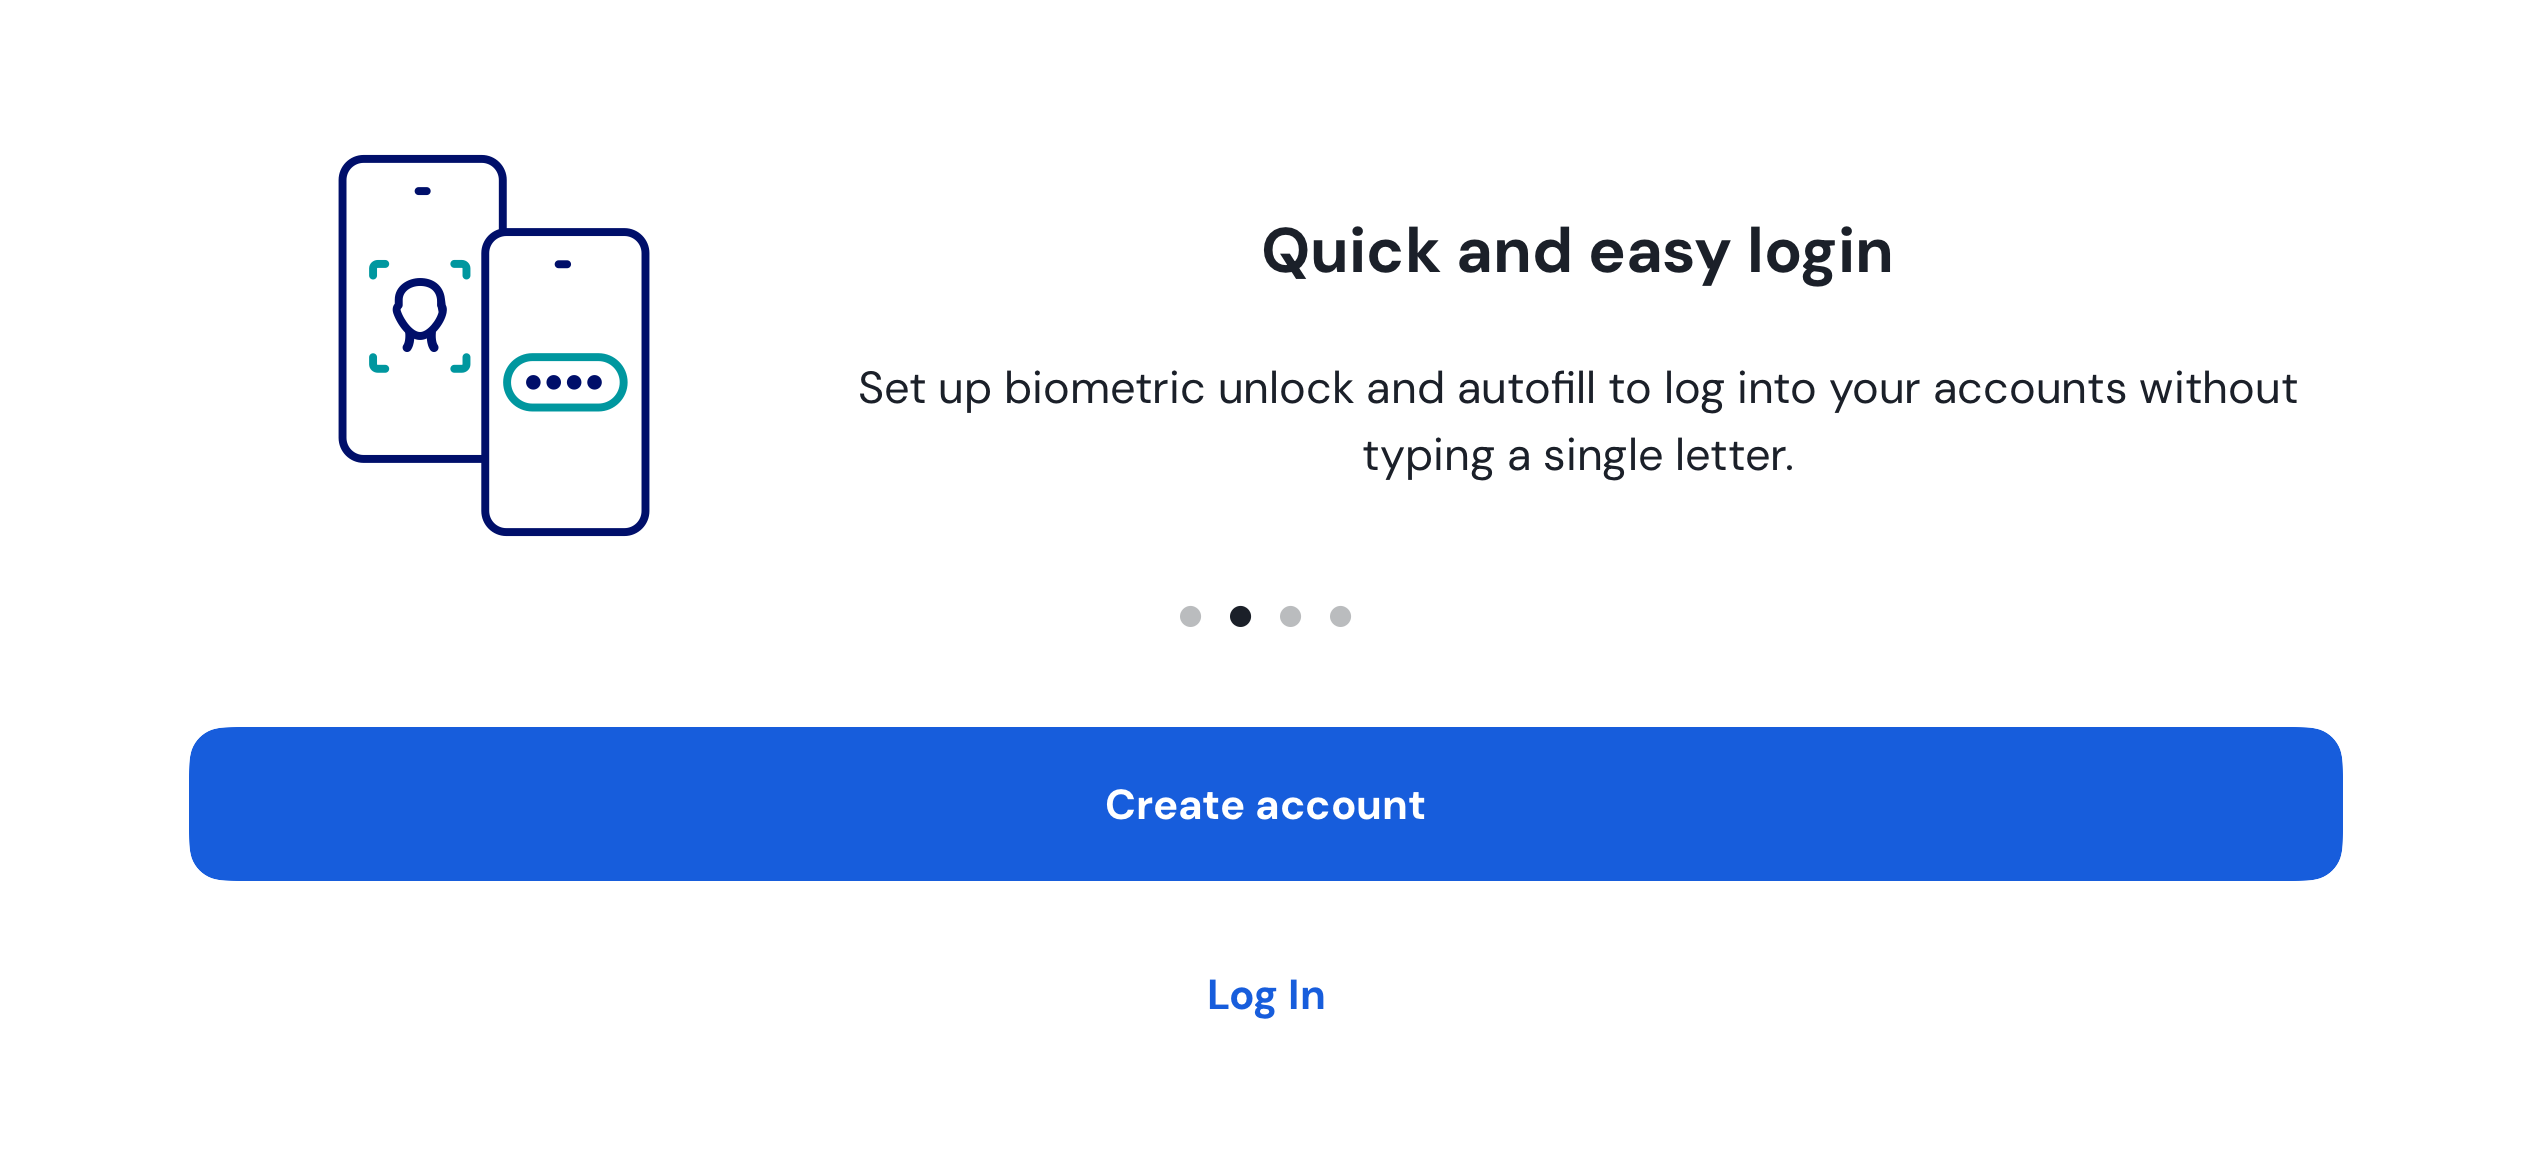 Quick and easy login
Set up biometric unlock and autofill to log into your accounts without
typing a single letter.
Create account
Log In